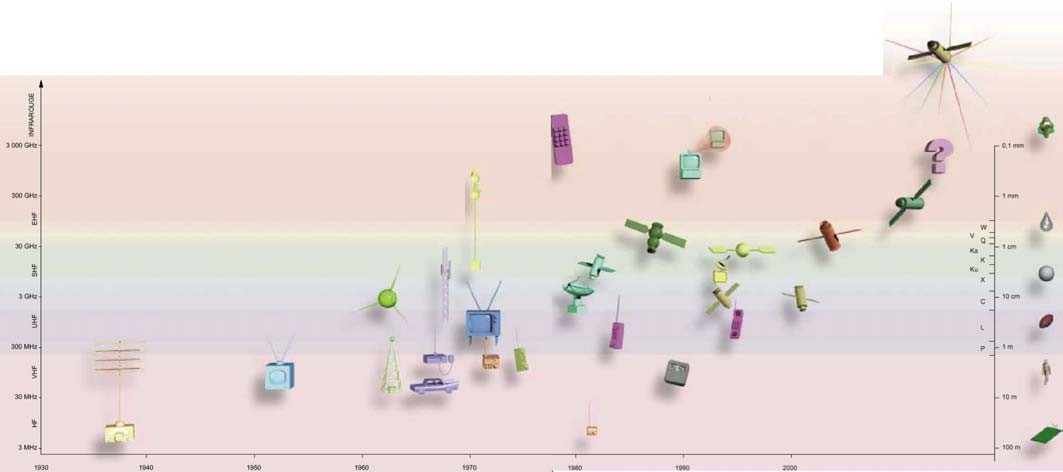 INFRAROUGE
3 000 GHz
300 GHz
EHF
30 GHz
SHF
3 GHz
UHF
300 MHz
VHF
30 MHz
HF
3 MHz
?
0,1 mm
1 mm
W
V
Q
1 cm
Ka
K
Ku
X
10 cm
C
L
1 m
P
10 m
100 m
1930
1940
1950
1960
1970
1980
1990
2000